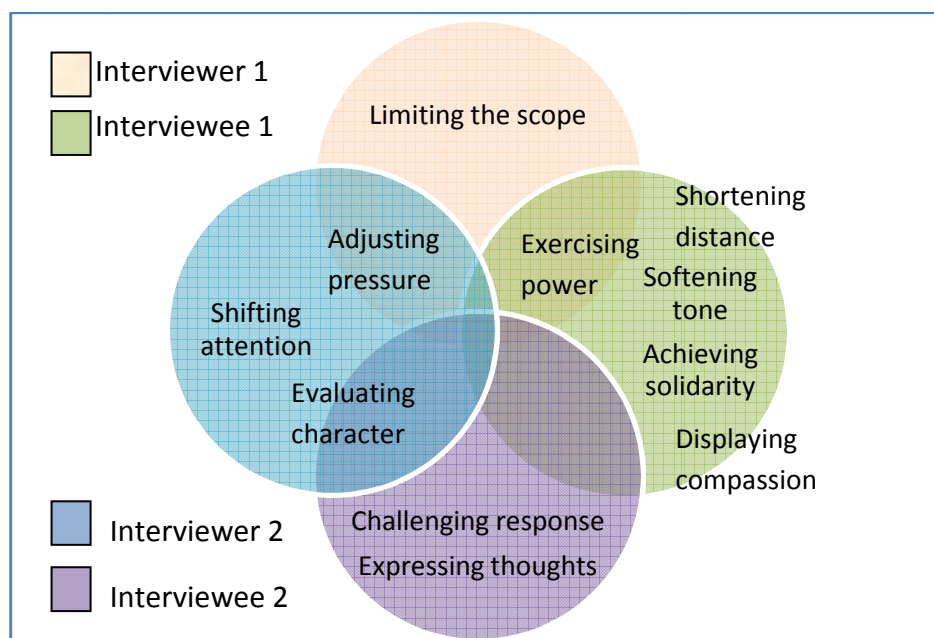 Interviewer 1
Interviewee 1
Limiting the scope
Shortening
distance
Adjusting
pressure
Exercising
power
Softening
tone
Shifting
attention
Achieving
solidarity
Evaluating
character
Displaying
compassion
Challenging response
Expressing thoughts
Interviewer 2
Interviewee 2